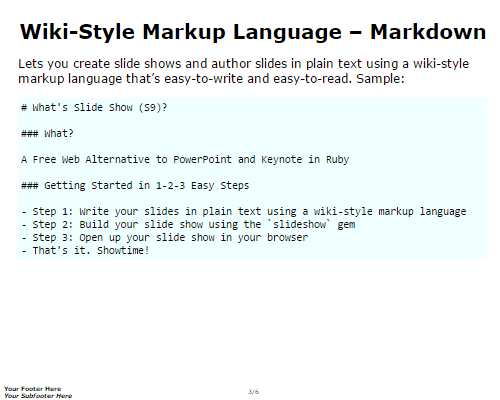 Wiki-Style Markup Language – Markdown
Lets you create slide shows and author slides in plain text using a wiki-style
markup language that’s easy-to-write and easy-to-read. Sample:
# What's Slide Show (S9)?
### What?
A Free Web Alternative to PowerPoint and Keynote in Ruby
### Getting Started in 1-2-3 Easy Steps
- Step 1: Write your slides in plain text using a wiki-style markup language
- Step 2: Build your slide show using the `slideshow` gem
- Step 3: Open up your slide show in your browser
- That's it. Showtime!
Your Footer Here
Your Subfooter Here
3/6